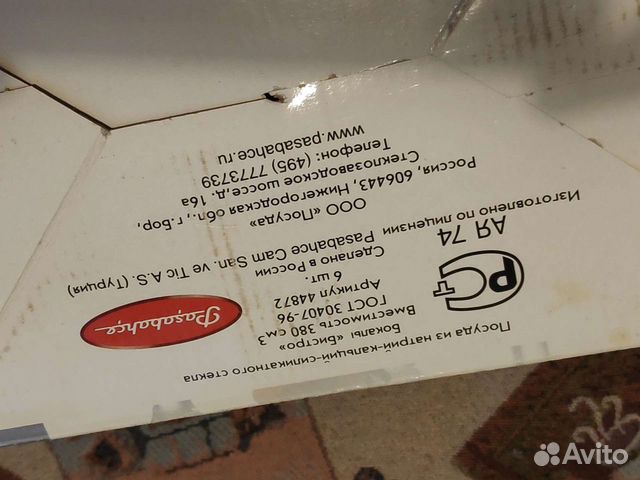 Посуда из натрий-кальций-силикатного стекла
Бокалы «Бистро»
Вместимость 380 см3
ГОСТ 30407-96
Артикул 44872
6 шт.
Сделано в России
Paşabahçe
РСТ
АЯ 74
Изготовлено по лицензии Pasabahce Cam San. ve Tic A.S. (Турция)
ООО «Посуда»
Россия, 606443, Нижегородская обл., г.Бор,
Стеклозаводское шоссе,д. 16а
Телефон: (495) 7773739
www.pasabahce.ru
Avito